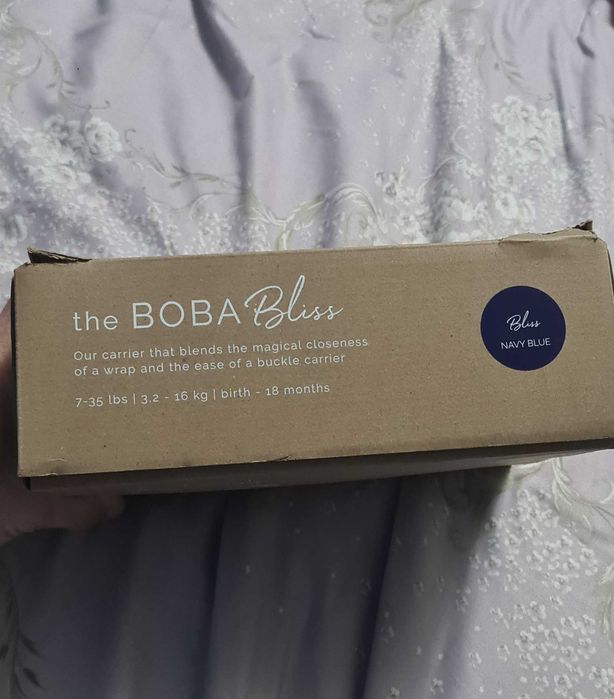 the BOBA Bliss
Our carrier that blends the magical closeness
of a wrap and the ease of a buckle carrier
7-35 lbs | 3.2 - 16 kg | birth - 18 months
Bliss
NAVY BLUE